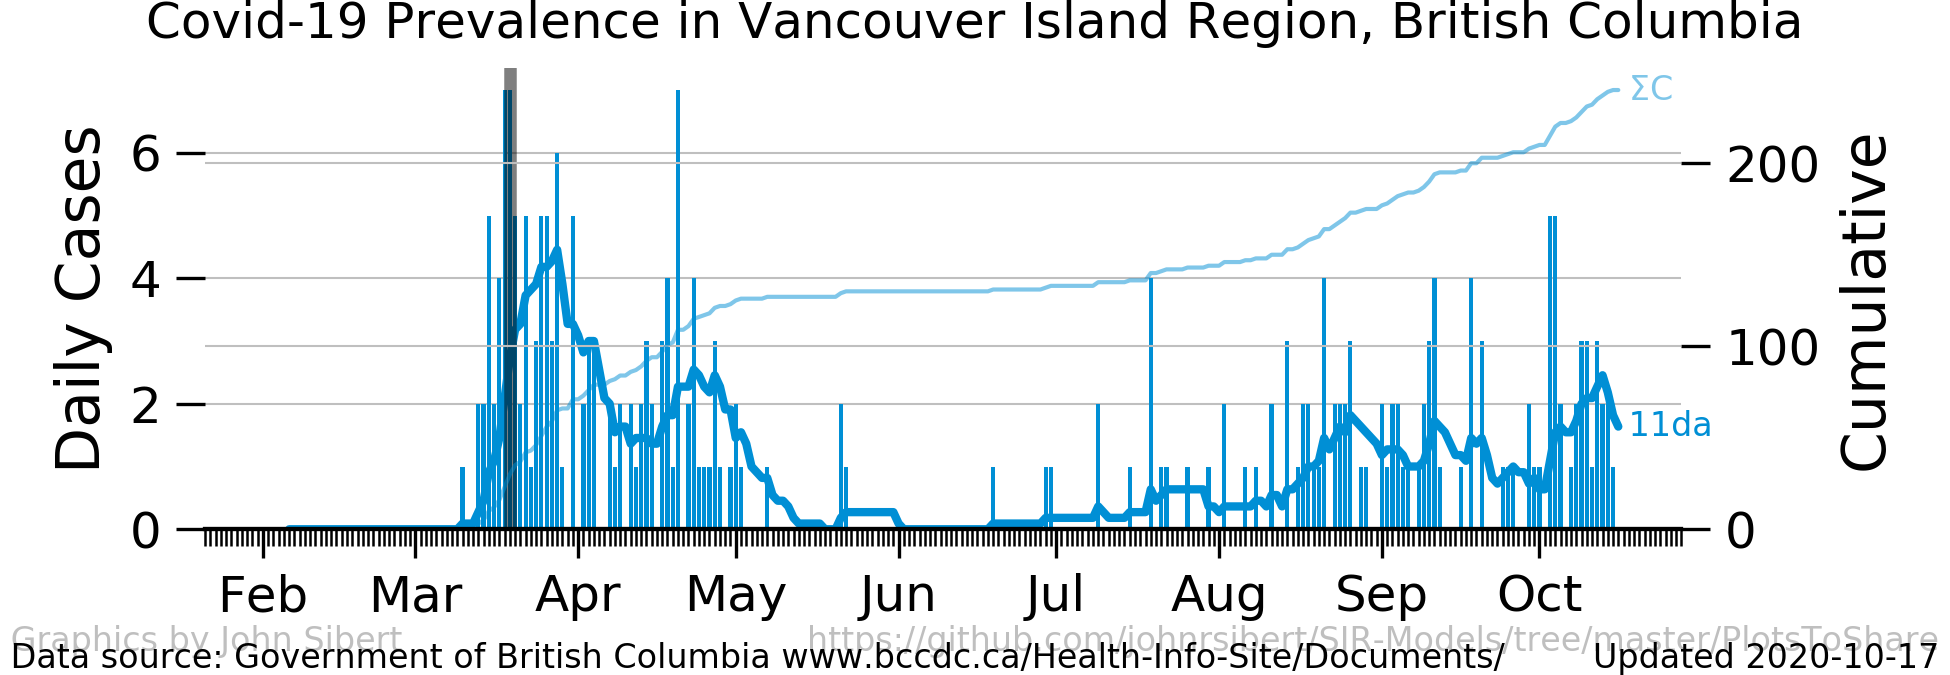 Covid-19 Prevalence in Vancouver Island Region, British Columbia
ΣC
6
200
Daily Cases
Cumulative
4
100
2
11da
0
0
Feb Mar Apr May Jun Jul Aug Sep Oct
Graphics by John Sibert https://github.com/johnrsibert/SIR-Models/tree/master/PlotsToShare
Data source: Government of British Columbia www.bccdc.ca/Health-Info-Site/Documents/ Updated 2020-10-17